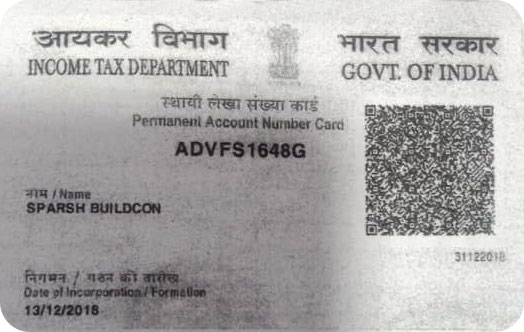 आयकर विभाग
INCOME TAX DEPARTMENT
भारत सरकार
GOVT. OF INDIA
स्थायी लेखा संख्या कार्ड
Permanent Account Number Card
ADVFS1648G
नाम / Name
SPARSH BUILDCON
31122018
निगमन / गठन की तारीख
Date of Incorporation / Formation
13/12/2018